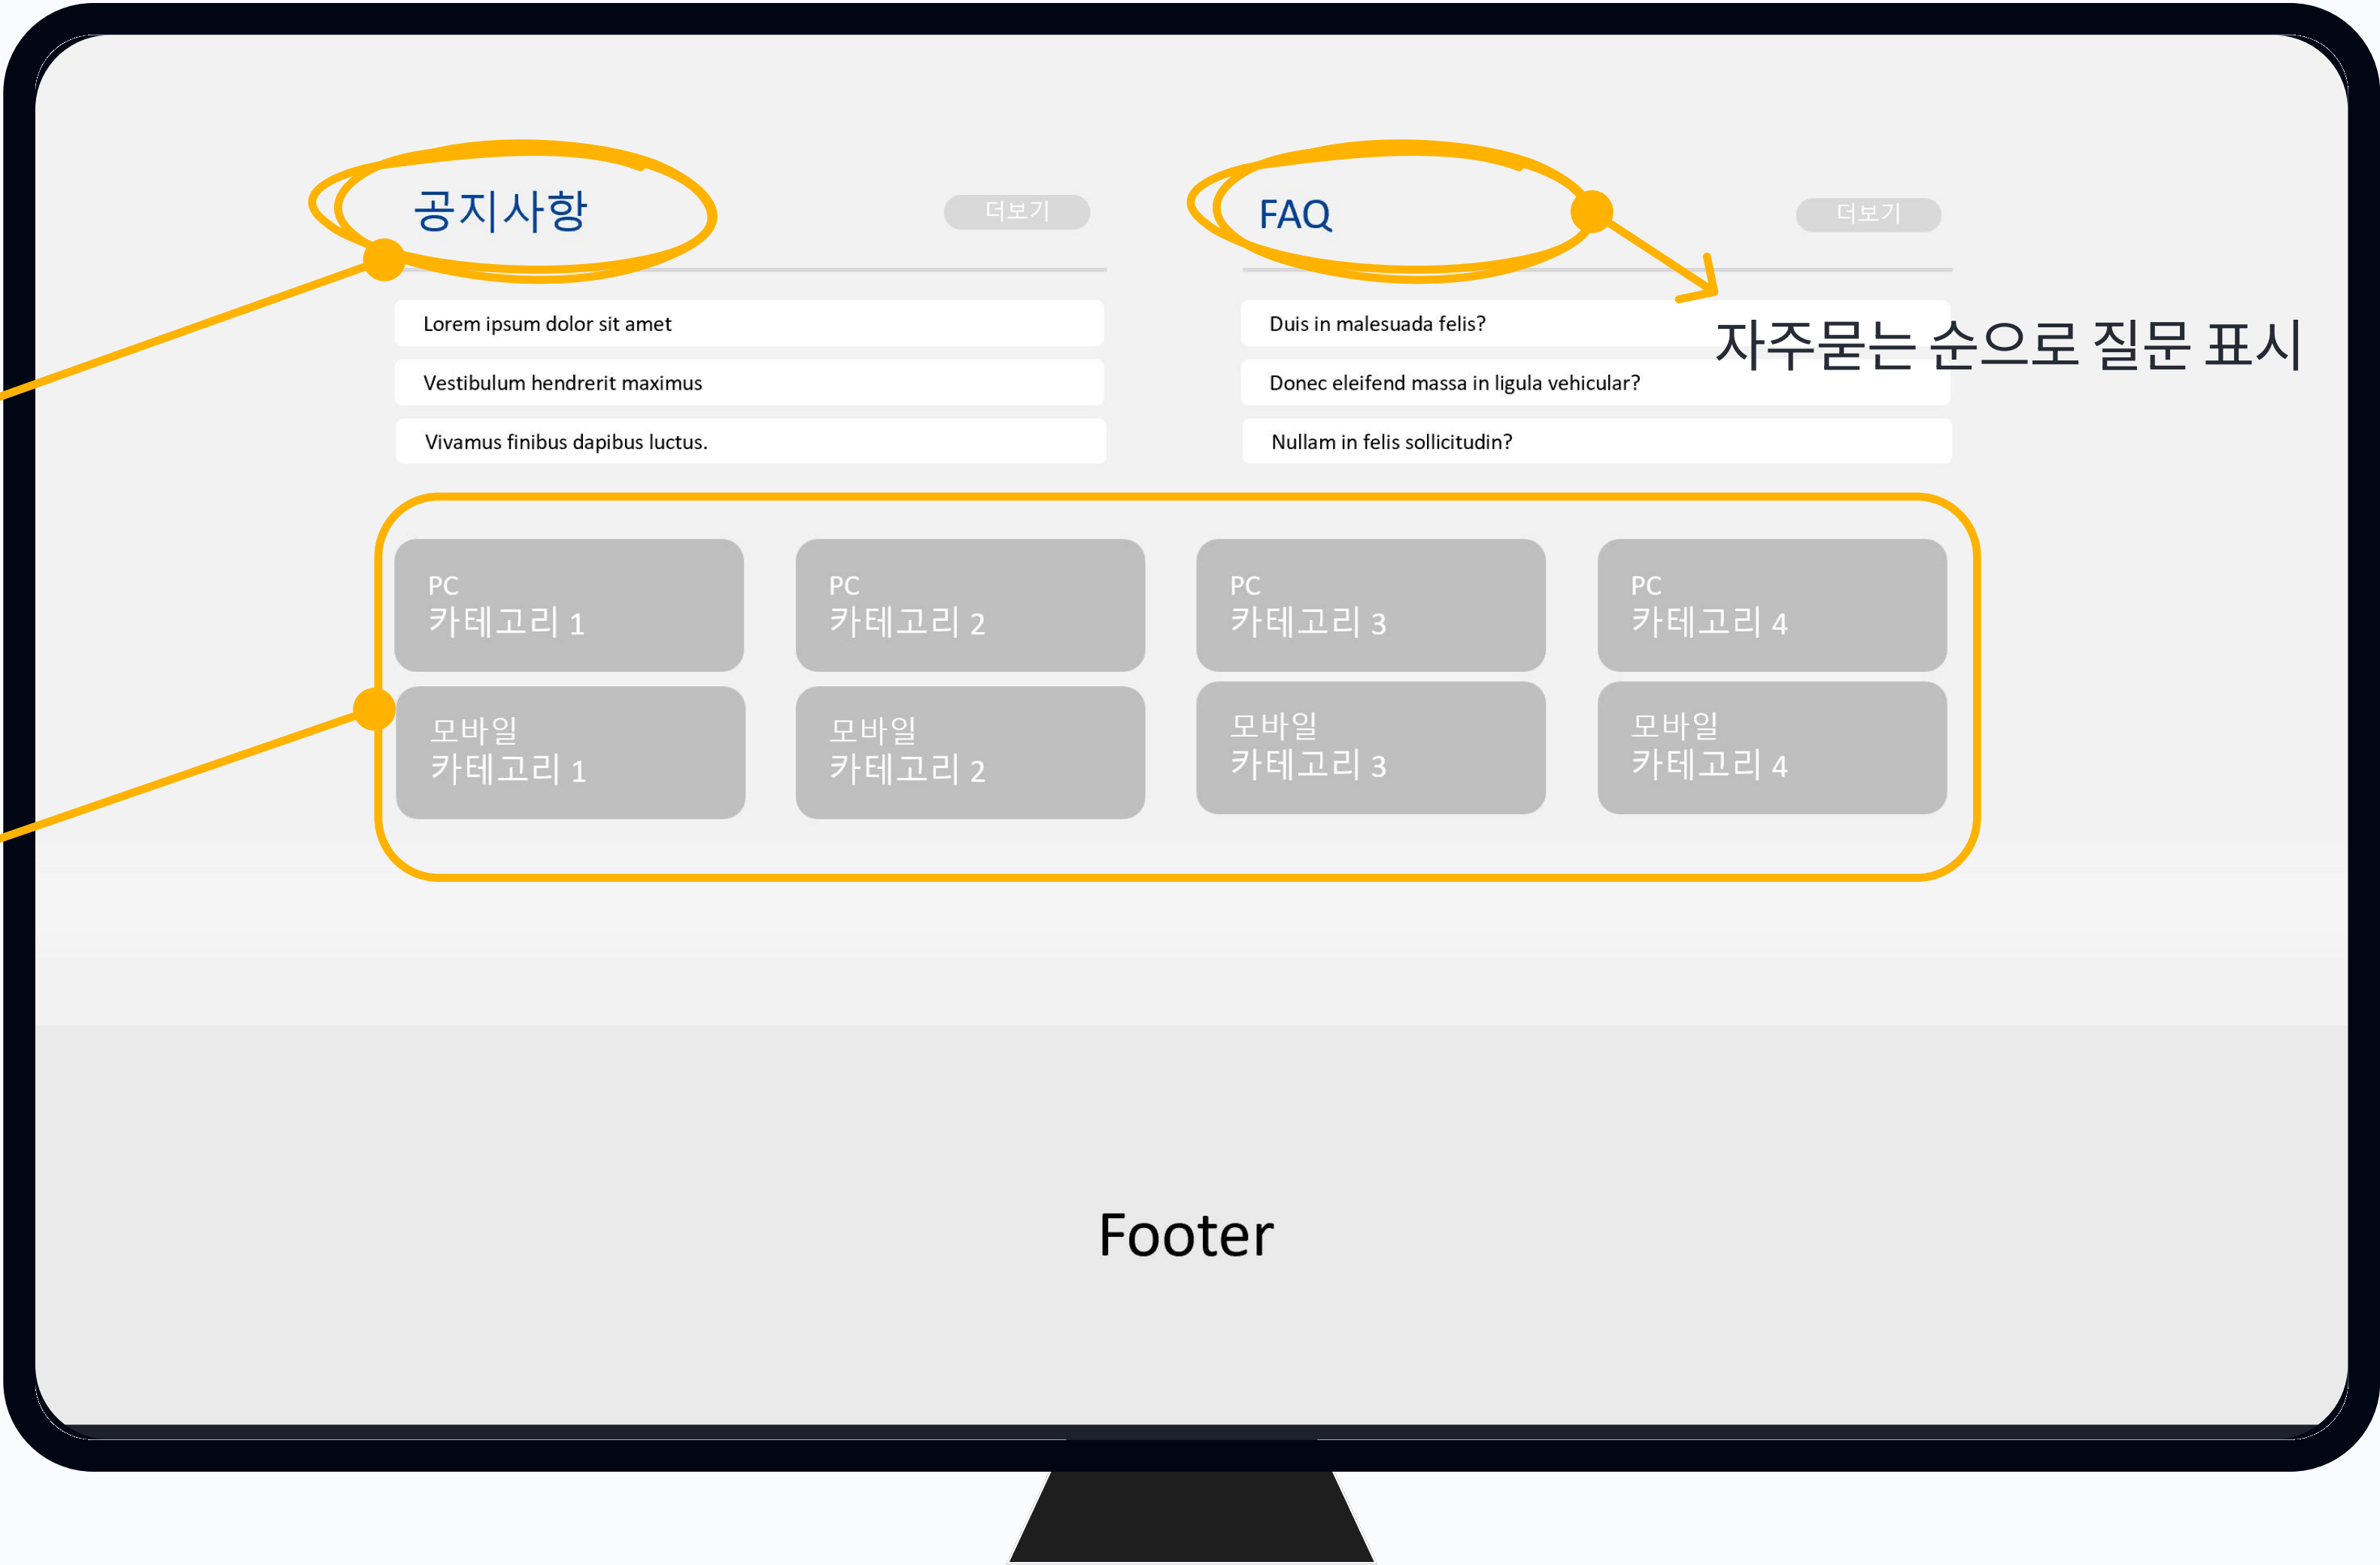 공지사항
더보기
FAQ
더보기
Lorem ipsum dolor sit amet
Vestibulum hendrerit maximus
Vivamus finibus dapibus luctus.
Duis in malesuada felis?
자주묻는 순으로 질문 표시
Donec eleifend massa in ligula vehicular?
Nullam in felis sollicitudin?
PC
카테고리 1
PC
카테고리 2
PC
카테고리 3
PC
카테고리 4
모바일
카테고리 1
모바일
카테고리 2
모바일
카테고리 3
모바일
카테고리 4
Footer